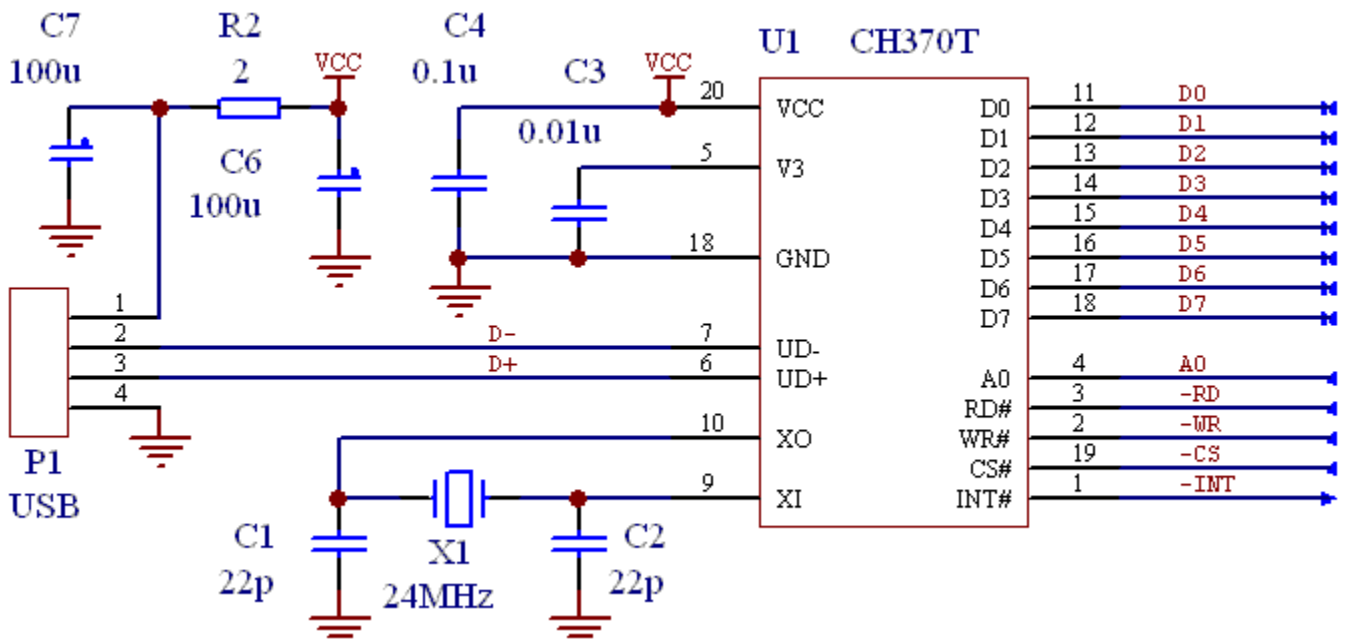 C7
100u
R2
2
VCC
C6
100u
C4
0.1u
C3
0.01u
VCC
U1 CH370T
20 VCC
5 V3
18 GND
7 UD-
6 UD+
10 XO
9 XI
D0 11 D0
D1 12 D1
D2 13 D2
D3 14 D3
D4 15 D4
D5 16 D5
D6 17 D6
D7 18 D7
A0 4 A0
RD# 3 -RD
WR# 2 -WR
CS# 19 -CS
INT# 1 -INT
1
2 D-
3 D+
4
P1
USB
C1
22p
X1
24MHz
C2
22p